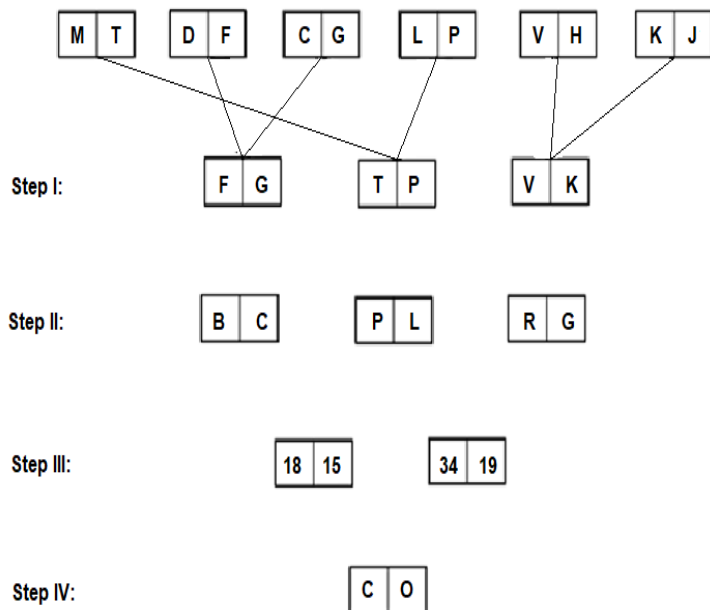 M T D F C G L P V H K J
Step I: F G T P V K
Step II: B C P L R G
Step III: 18 15 34 19
Step IV: C O